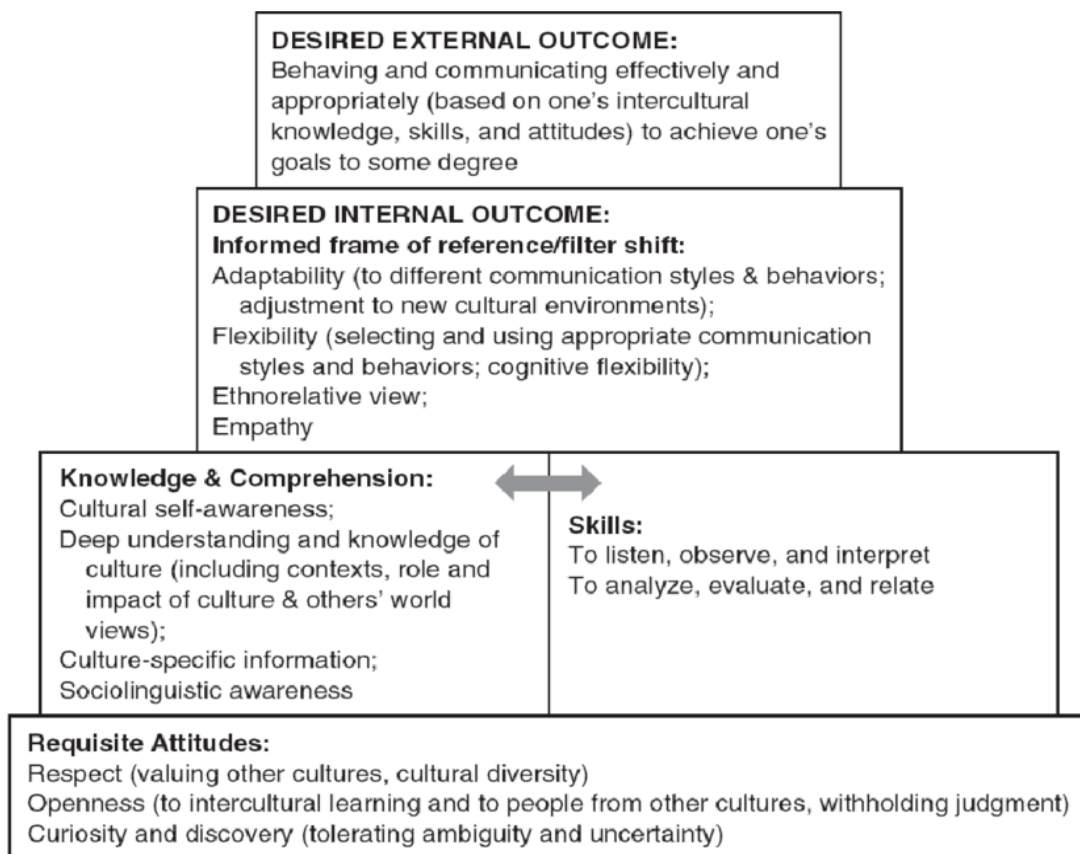 DESIRED EXTERNAL OUTCOME:
Behaving and communicating effectively and
appropriately (based on one's intercultural
knowledge, skills, and attitudes) to achieve one's
goals to some degree
DESIRED INTERNAL OUTCOME:
Informed frame of reference/filter shift:
Adaptability (to different communication styles & behaviors;
adjustment to new cultural environments);
Flexibility (selecting and using appropriate communication
styles and behaviors; cognitive flexibility);
Ethnorelative view;
Empathy
Knowledge & Comprehension:
Cultural self-awareness;
Deep understanding and knowledge of
culture (including contexts, role and
impact of culture & others' world
views);
Culture-specific information;
Sociolinguistic awareness
Skills:
To listen, observe, and interpret
To analyze, evaluate, and relate
Requisite Attitudes:
Respect (valuing other cultures, cultural diversity)
Openness (to intercultural learning and to people from other cultures, withholding judgment)
Curiosity and discovery (tolerating ambiguity and uncertainty)